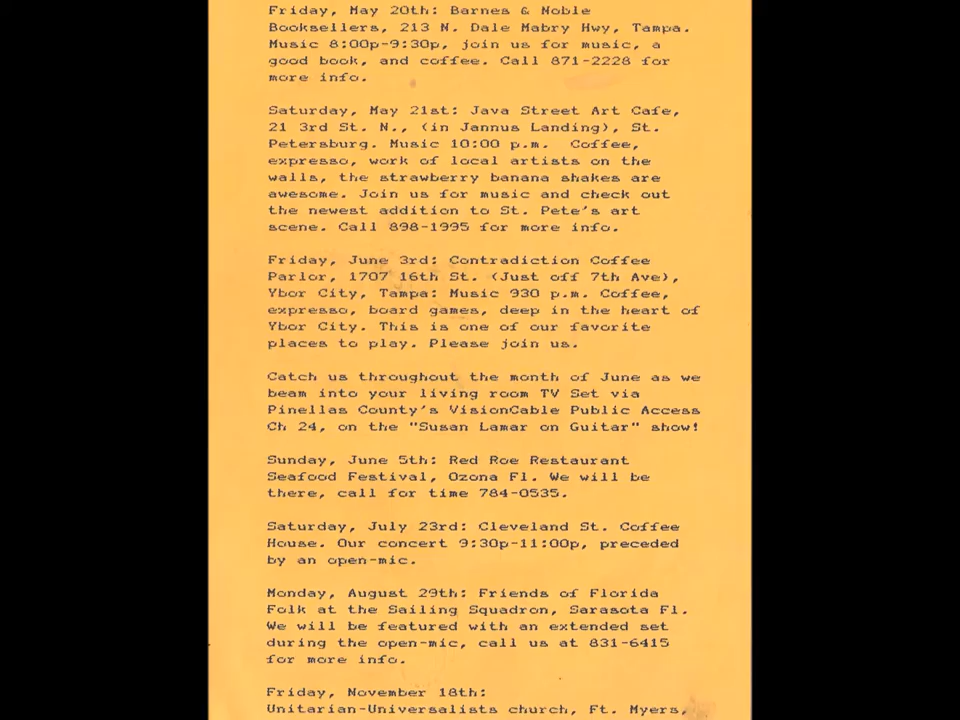 Friday, May 20th: Barnes & Noble
Booksellers, 213 N. Dale Mabry Hwy, Tampa.
Music 8:00p-9:30p, join us for music, a
good book, and coffee. Call 871-2228 for
more info.
Saturday, May 21st: Java Street Art Cafe,
21 3rd St. N., (in Jannus Landing), St.
Petersburg. Music 10:00 p.m.  Coffee,
expresso, work of local artists on the
walls, the strawberry banana shakes are
awesome. Join us for music and check out
the newest addition to St. Pete's art
scene. Call 898-1995 for more info.
Friday, June 3rd: Contradiction Coffee
Parlor, 1707 16th St. (Just off 7th Ave),
Ybor City, Tampa: Music 930 p.m. Coffee,
expresso, board games, deep in the heart of
Ybor City. This is one of our favorite
places to play. Please join us.
Catch us throughout the month of June as we
beam into your living room TV Set via
Pinellas County's VisionCable Public Access
Ch 24, on the "Susan Lamar on Guitar" show!
Sunday, June 5th: Red Roe Restaurant
Seafood Festival, Ozona Fl. We will be
there, call for time 784-0535.
Saturday, July 23rd: Cleveland St. Coffee
House. Our concert 9:30p-11:00p, preceded
by an open-mic.
Monday, August 29th: Friends of Florida
Folk at the Sailing Squadron, Sarasota Fl.
We will be featured with an extended set
during the open-mic, call us at 831-6415
for more info.
Friday, November 18th:
Unitarian-Universalists church, Ft. Myers,